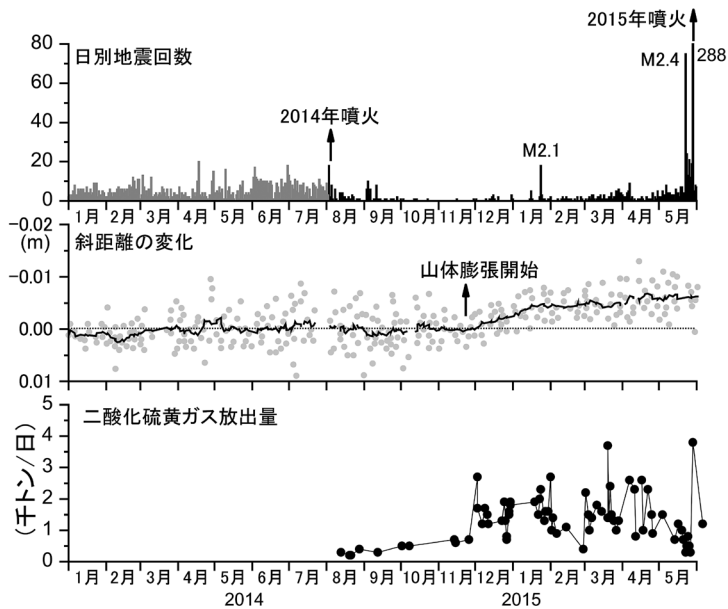 2015年噴火
80
日別地震回数
M2.4
288
60
2014年噴火
40
M2.1
20
0
1月 2月 3月 4月 5月 6月 7月 8月 9月 10月 11月 12月 1月 2月 3月 4月 5月
-0.02
(m)
斜距離の変化
-0.01
山体膨張開始
0.00
0.01
5
二酸化硫黄ガス放出量
4
3
2
1
0
(千トン/日)
1月 2月 3月 4月 5月 6月 7月 8月 9月 10月 11月 12月 1月 2月 3月 4月 5月
2014 2015